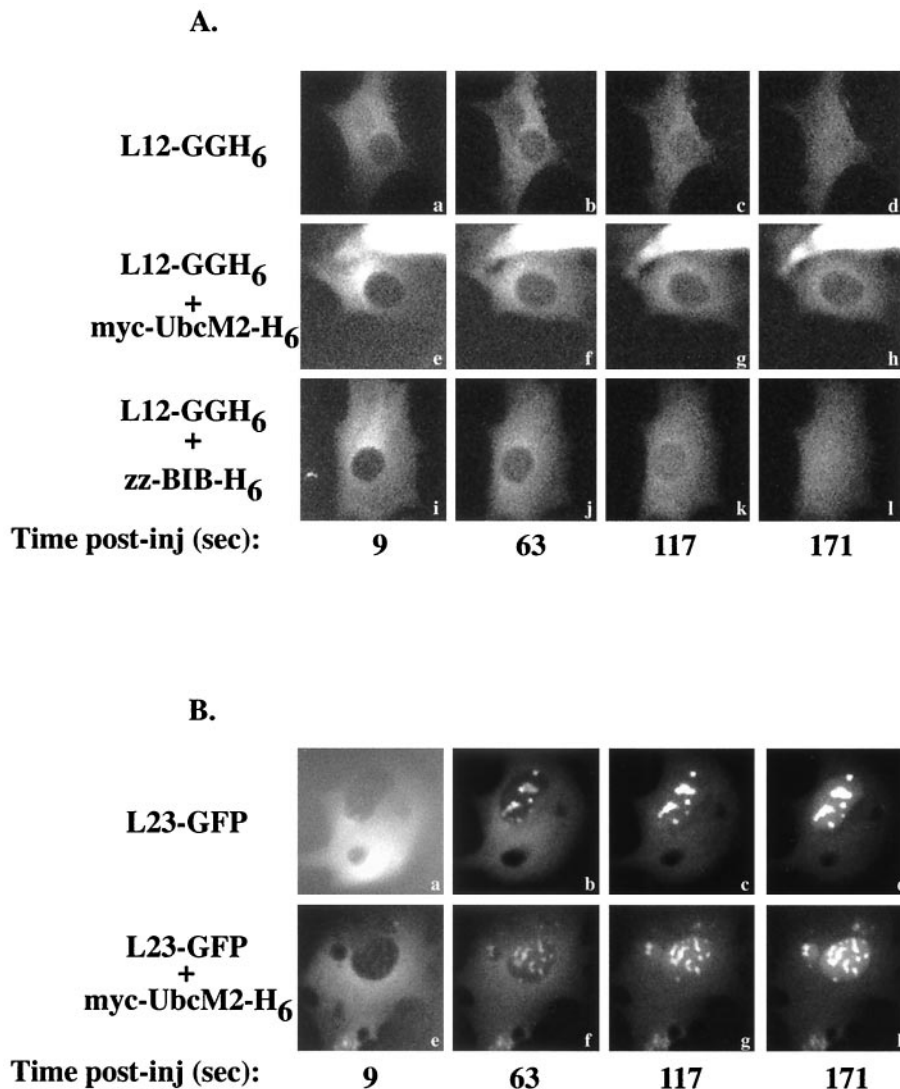 A.
L12-GGH6
a b c d
L12-GGH6
+
myc-UbcM2-H6
e f g h
L12-GGH6
+
zz-BIB-H6
i j k l
Time post-inj (sec): 9 63 117 171
B.
L23-GFP
a b c
L23-GFP
+
myc-UbcM2-H6
e f g h
Time post-inj (sec): 9 63 117 171